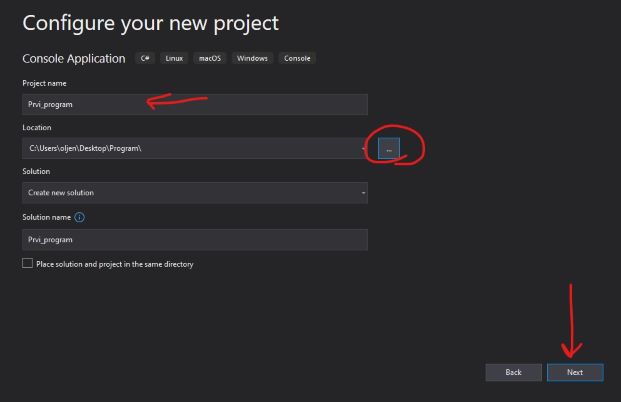 Configure your new project
Console Application C# Linux macOS Windows Console
Project name
Prvi_program
Location
C:\Users\oljen\Desktop\Program\
...
Solution
Create new solution
Solution name
Prvi_program
Place solution and project in the same directory
Back Next